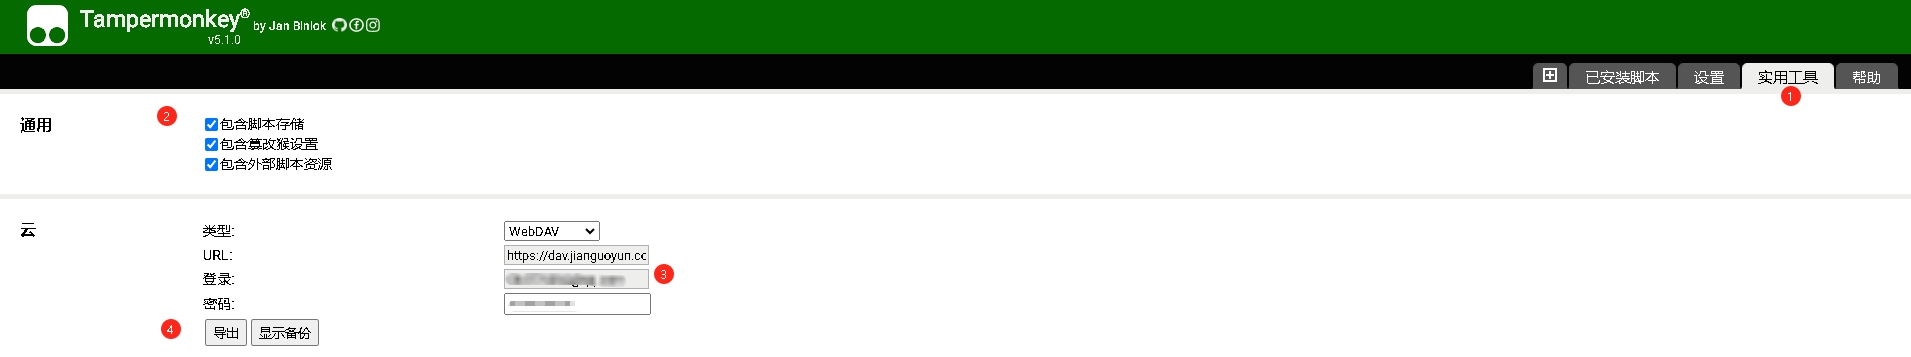 Tampermonkey® by Jan Biniok
v5.1.0
已安装脚本 设置 实用工具 帮助
1
通用
2
包含脚本存储
包含篡改猴设置
包含外部脚本资源
云
类型: WebDAV
URL: https://dav.jianguoyun.cc
登录:
3
密码:
4
导出 显示备份